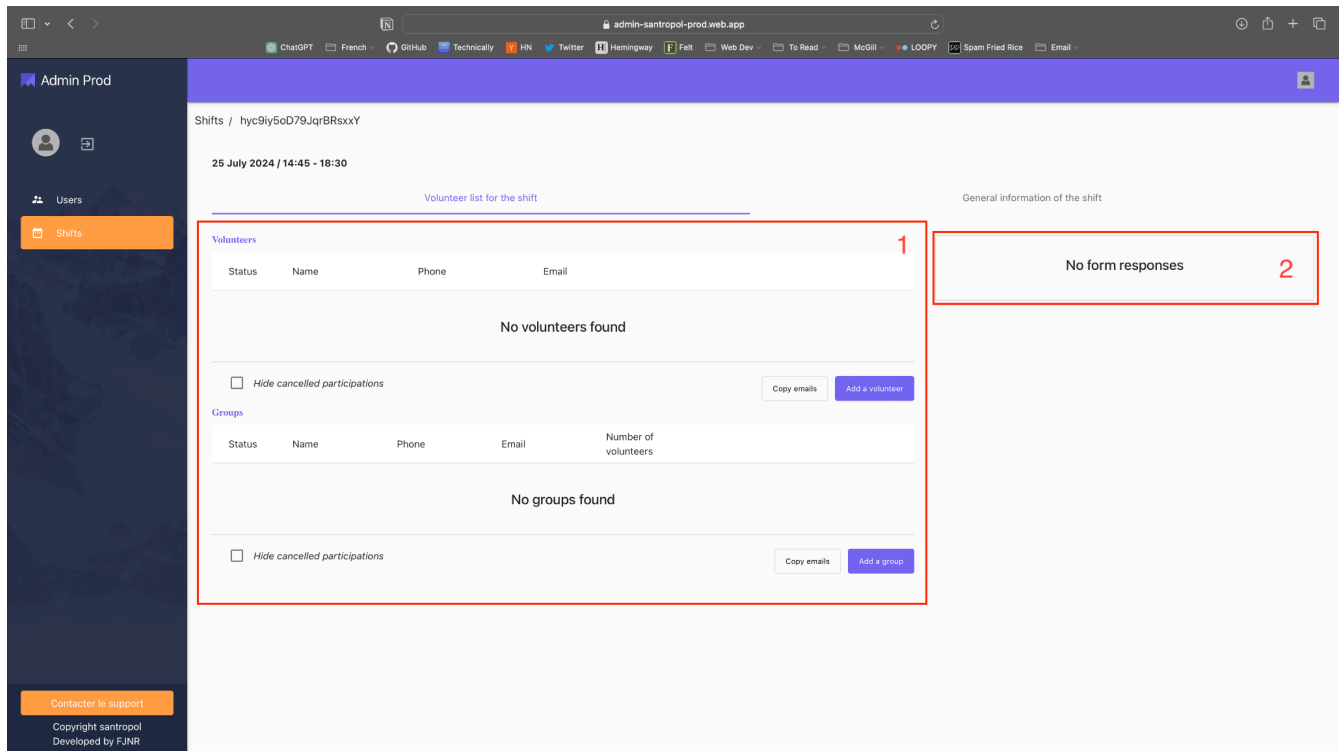 admin-santropol-prod.web.app
ChatGPT French GitHub Technically Y HN Twitter H Hemingway F Felt Web Dev To Read McGill LOOPY Spam Fried Rice Email
Admin Prod
Shifts / hyc9iy5oD79JqrBRsxxY
25 July 2024 / 14:45 - 18:30
Users
Shifts
Volunteer list for the shift
General information of the shift
Volunteers
1
Status Name Phone Email
No volunteers found
Hide cancelled participations
Copy emails
Add a volunteer
Groups
Status Name Phone Email Number of
volunteers
No groups found
Hide cancelled participations
Copy emails
Add a group
No form responses
2
Contacter le support
Copyright santropol
Developed by FJNR